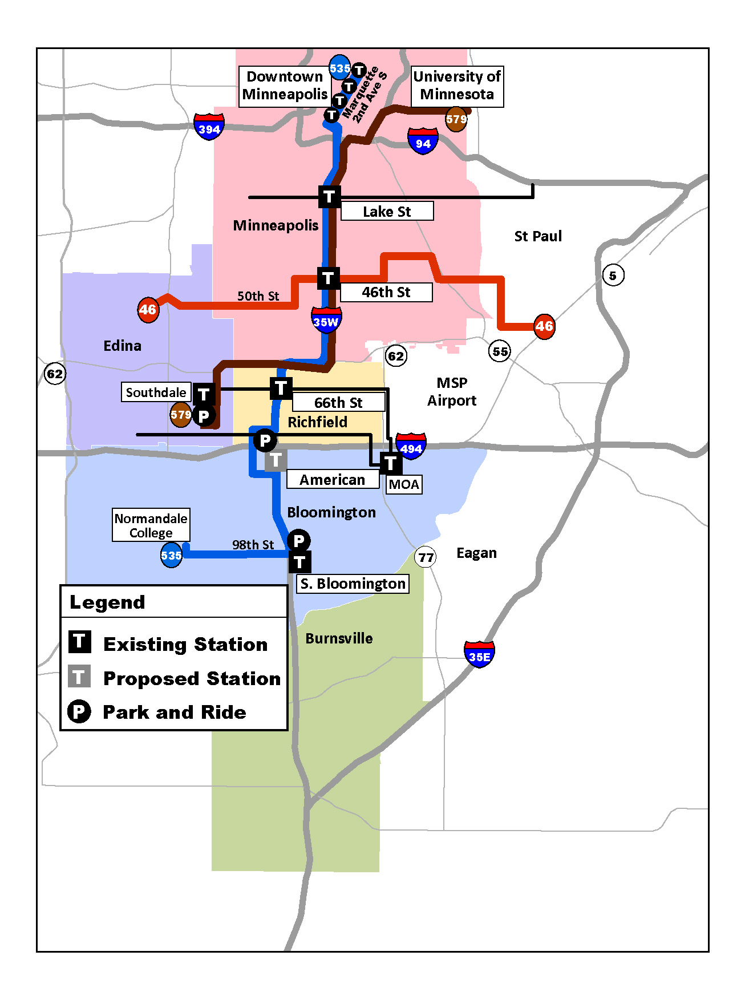 535
T
T
T
T
Marquette
2nd Ave S
Downtown
Minneapolis
University of
Minnesota
579
394
94
T
Lake St
Minneapolis
St Paul
5
T
46th St
50th St
46
46
35W
Edina
55
62
62
MSP
Airport
Southdale
T
P
579
T
66th St
Richfield
P
T
494
T
American
MOA
Bloomington
Normandale
College
535
98th St
P
T
77
Eagan
S. Bloomington
Legend
T Existing Station
T Proposed Station
P Park and Ride
Burnsville
35E